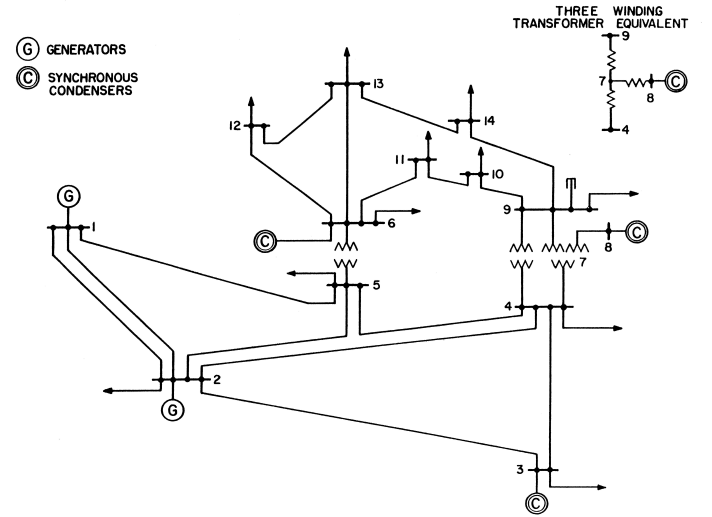 THREE WINDING
TRANSFORMER EQUIVALENT
9
7
C
8
4
G GENERATORS
C SYNCHRONOUS
CONDENSERS
13
12
14
11
10
G
1
C
6
9
8
C
7
5
4
2
G
3
C